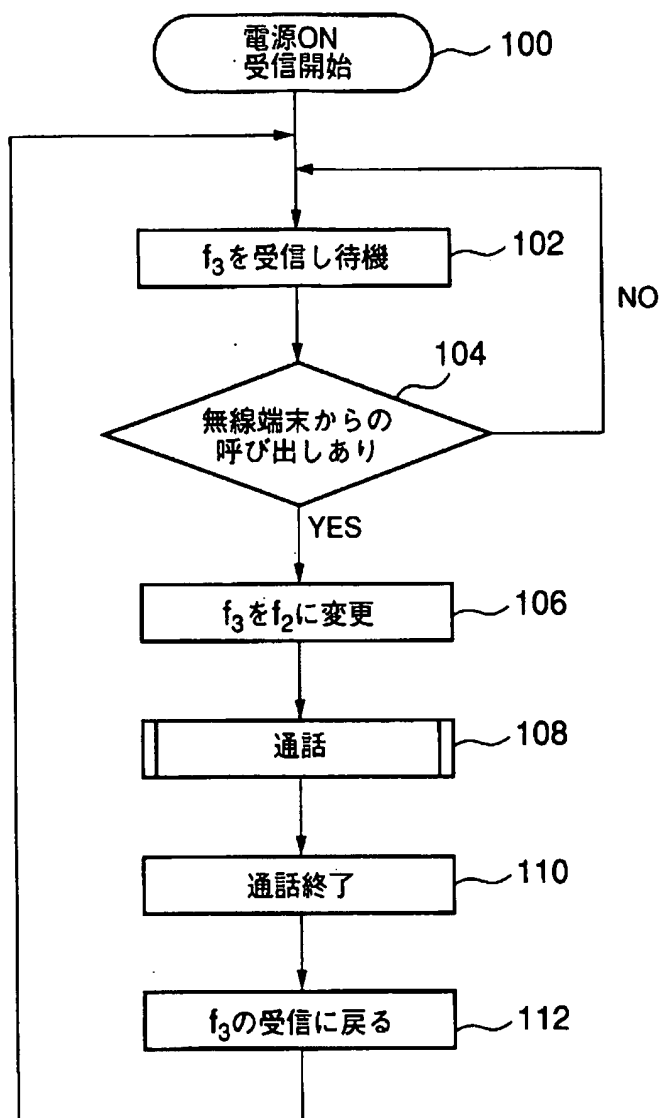 電源ON
受信開始
100
f₃を受信し待機
102
NO
104
無線端末からの
呼び出しあり
YES
f₃をf₂に変更
106
通話
108
通話終了
110
f₃の受信に戻る
112